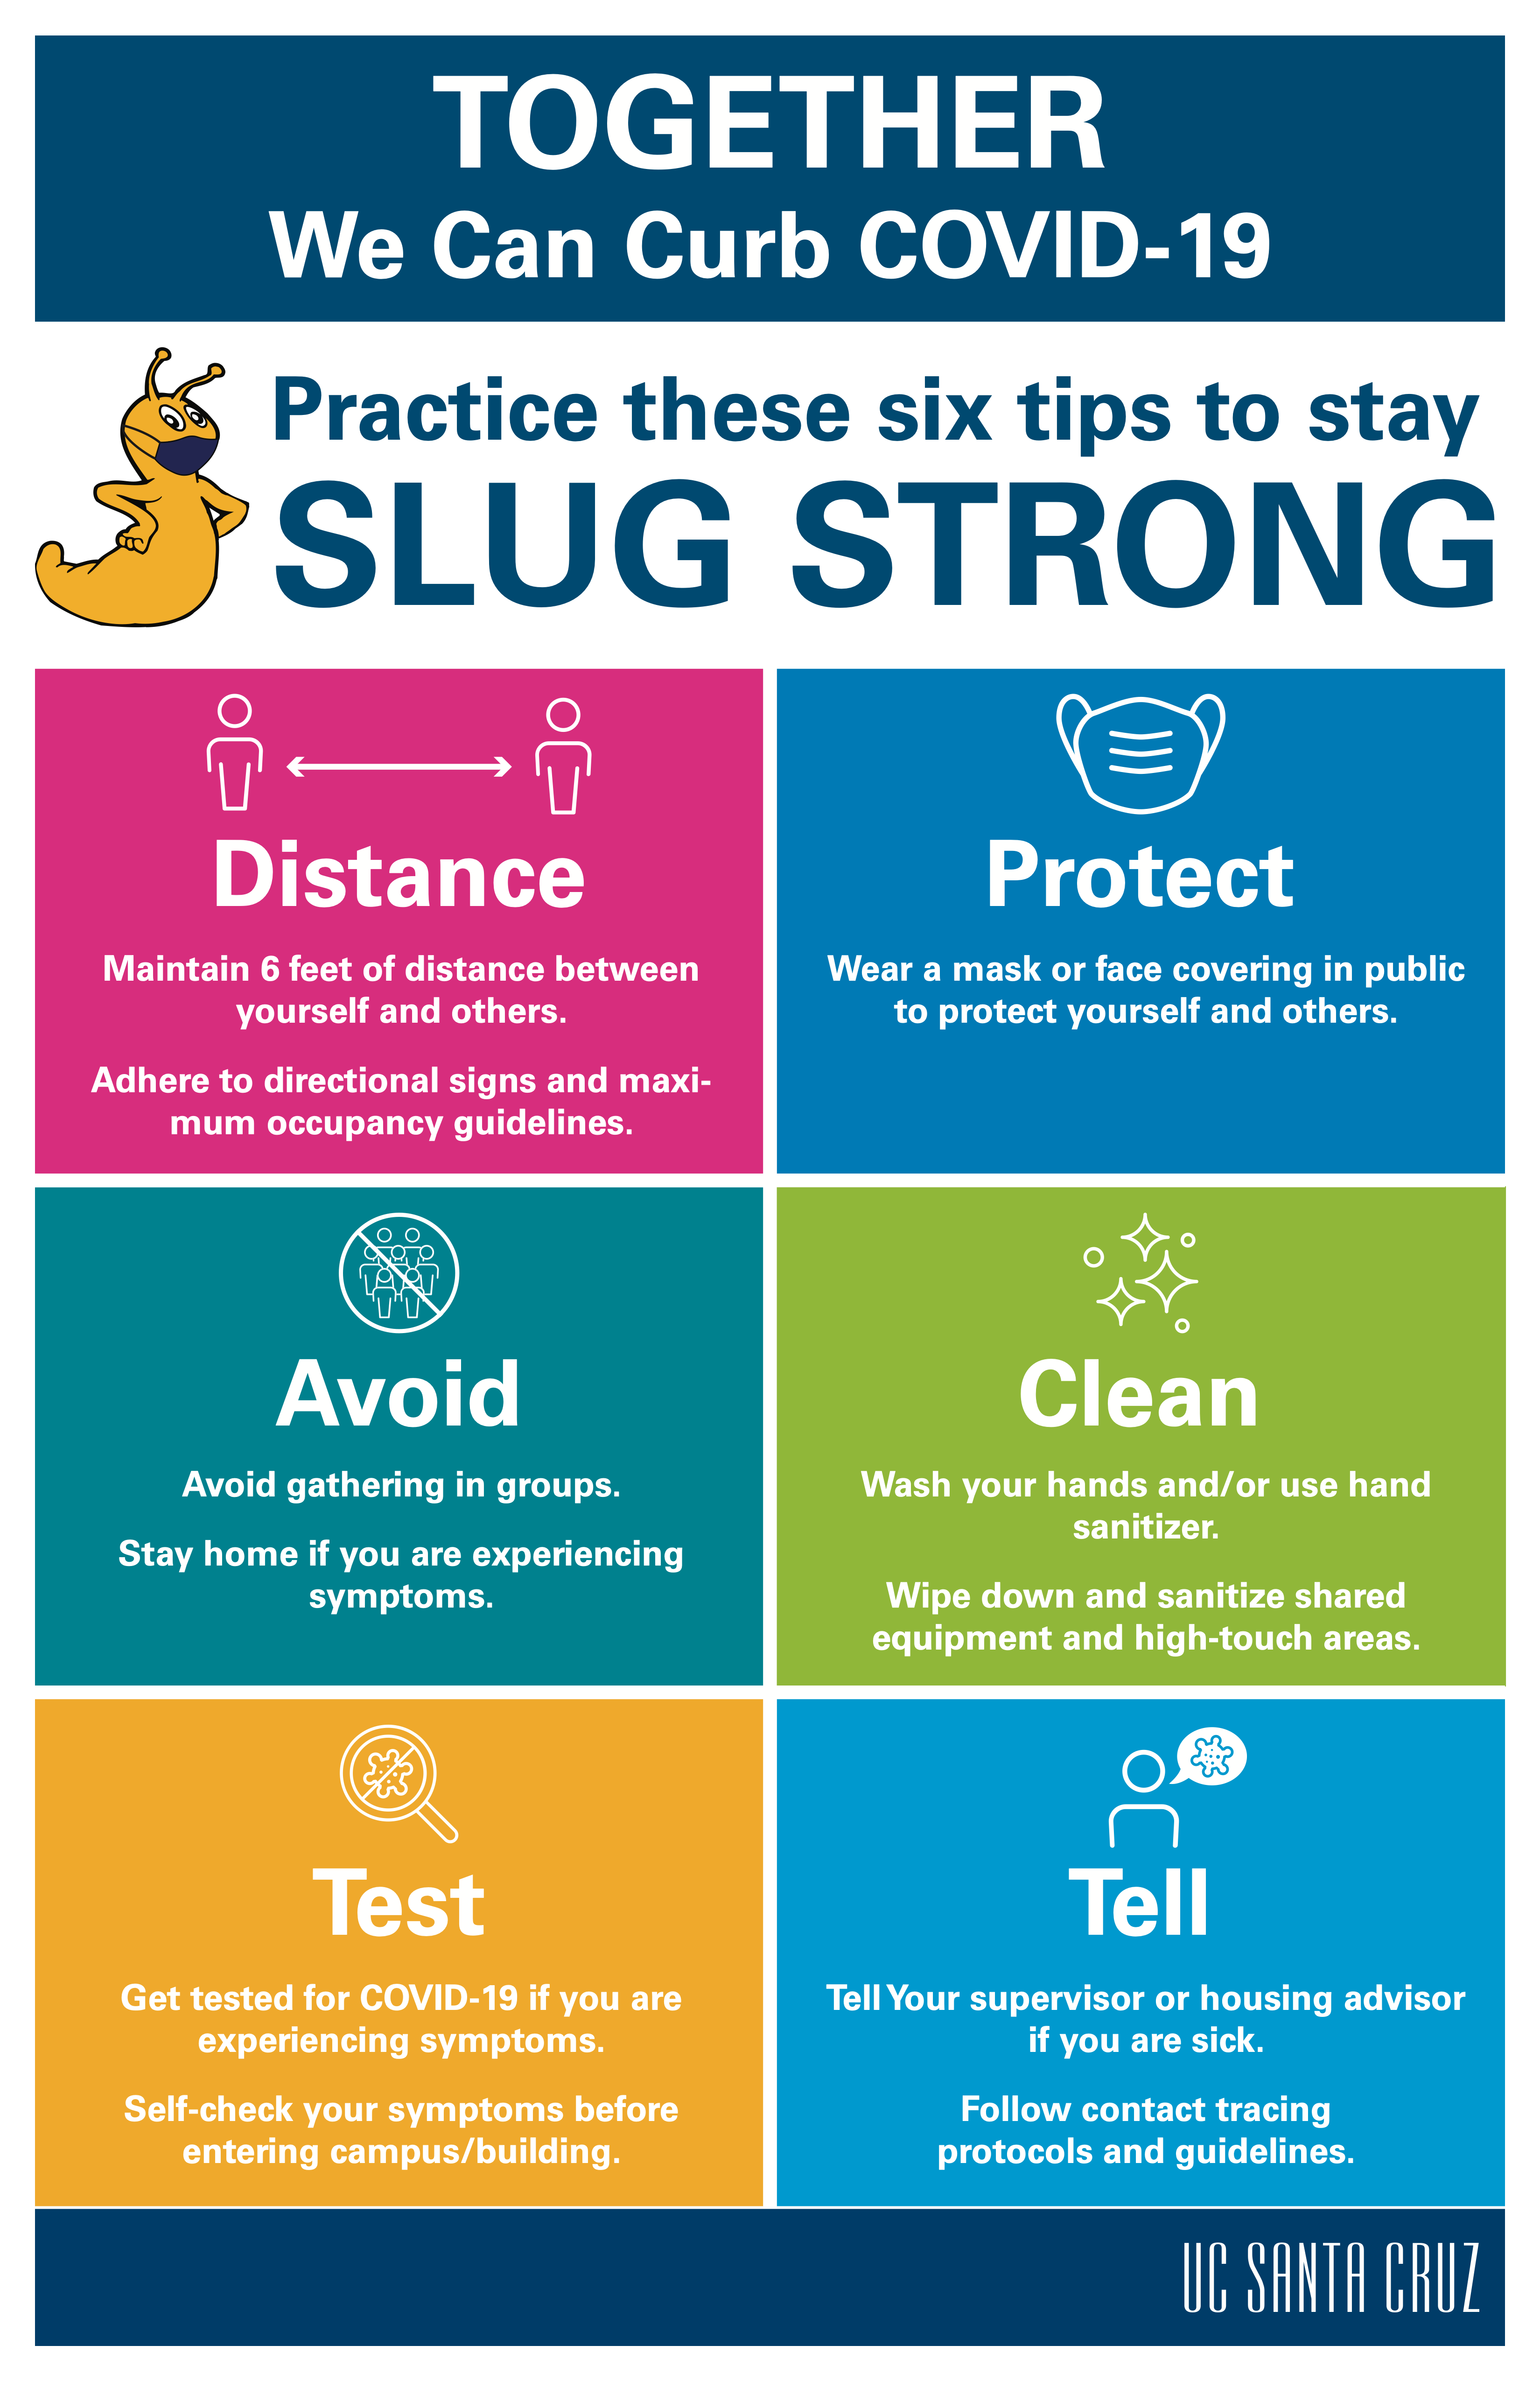 TOGETHER
We Can Curb COVID-19
Practice these six tips to stay
SLUG STRONG
Distance
Maintain 6 feet of distance between
yourself and others.
Adhere to directional signs and maxi-
mum occupancy guidelines.
Protect
Wear a mask or face covering in public
to protect yourself and others.
Avoid
Avoid gathering in groups.
Stay home if you are experiencing
symptoms.
Clean
Wash your hands and/or use hand
sanitizer.
Wipe down and sanitize shared
equipment and high-touch areas.
Test
Get tested for COVID-19 if you are
experiencing symptoms.
Self-check your symptoms before
entering campus/building.
Tell
Tell Your supervisor or housing advisor
if you are sick.
Follow contact tracing
protocols and guidelines.
UC SANTA CRUZ